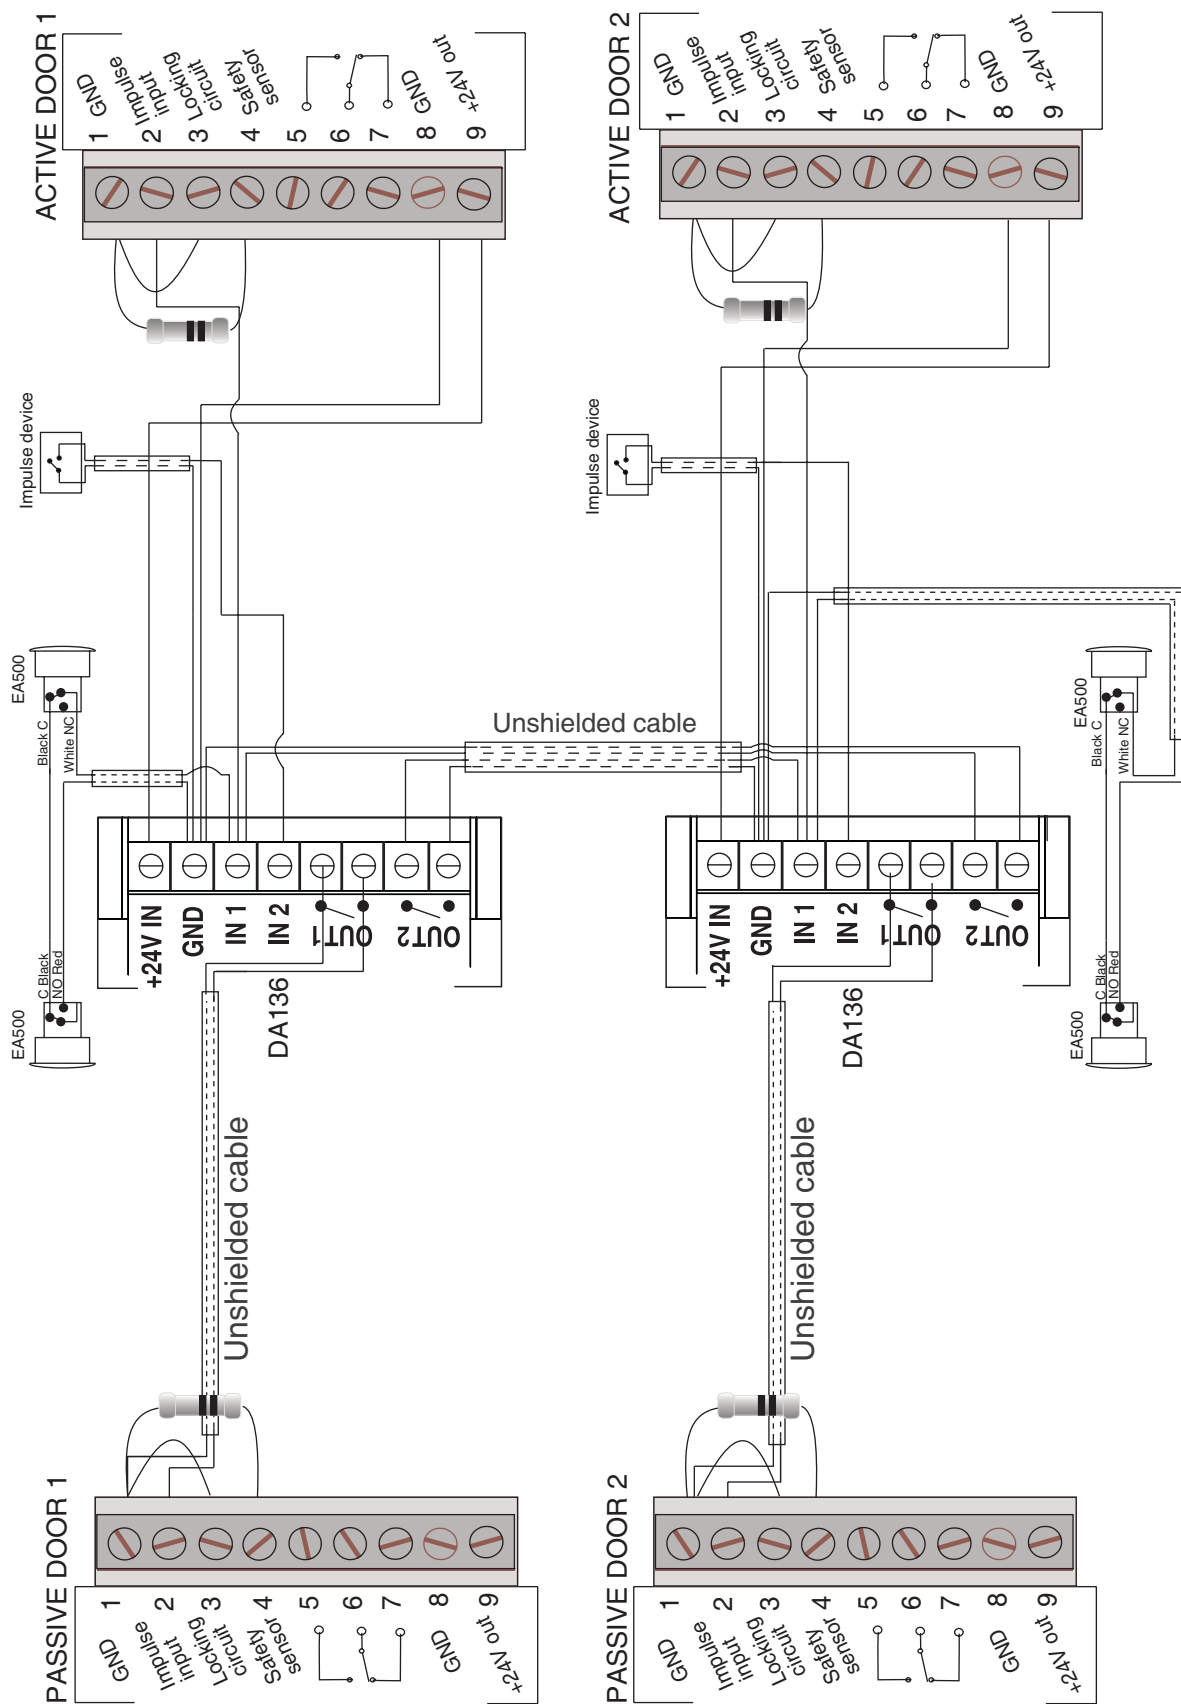 ACTIVE DOOR 1
1 GND
2 Impulse
input
3 Locking
circuit
4 Safety
sensor
5
6
7
8 GND
9 +24V out
ACTIVE DOOR 2
1 GND
2 Impulse
input
3 Locking
circuit
4 Safety
sensor
5
6
7
8 GND
9 +24V out
Impulse device
Impulse device
EA500
Black C
White NC
EA500
Black C
White NC
Unshielded cable
+24V IN
GND
IN 1
IN 2
OUT1
OUT2
DA136
+24V IN
GND
IN 1
IN 2
OUT1
OUT2
DA136
C Black
NO Red
EA500
C Black
NO Red
EA500
Unshielded cable
Unshielded cable
PASSIVE DOOR 1
1 GND
2 Impulse
input
3 Locking
circuit
4 Safety
sensor
5
6
7
8 GND
9 +24V out
PASSIVE DOOR 2
1 GND
2 Impulse
input
3 Locking
circuit
4 Safety
sensor
5
6
7
8 GND
9 +24V out